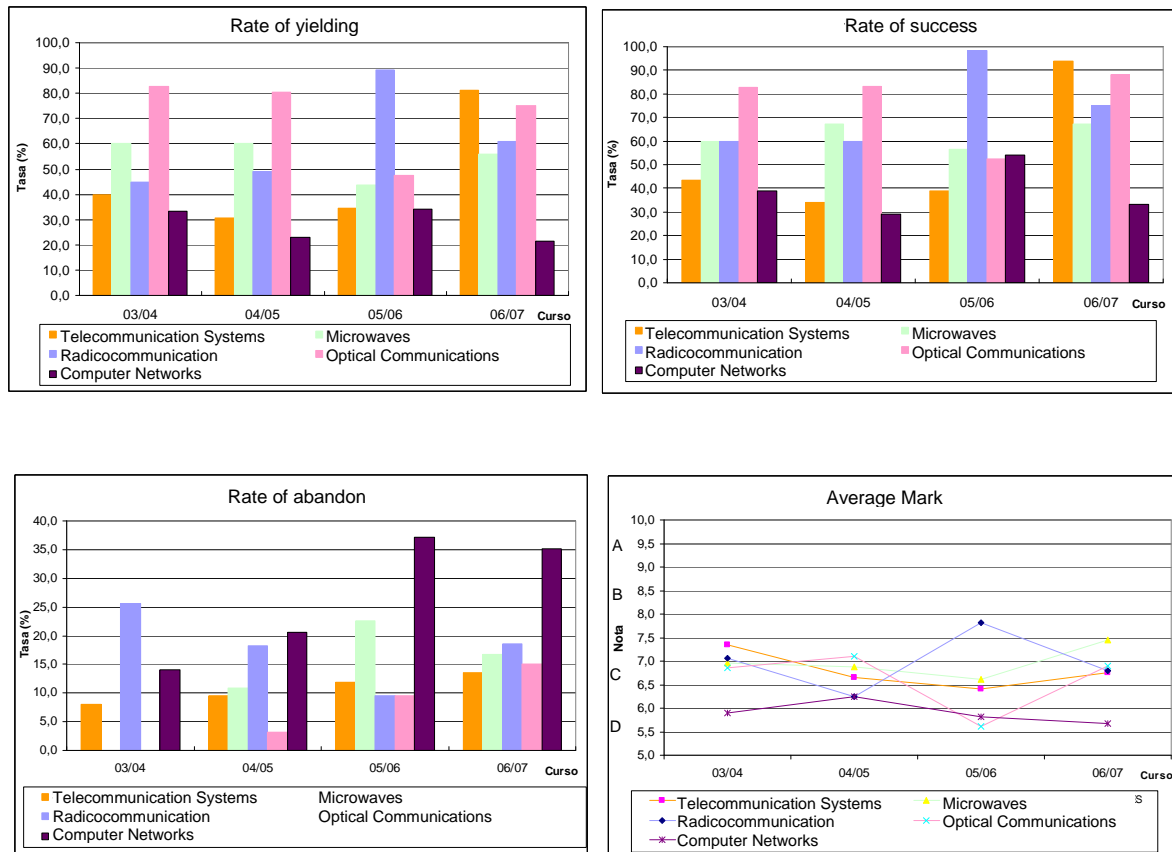 Rate of yielding
100,0
90,0
80,0
70,0
60,0
50,0
40,0
30,0
20,0
10,0
0,0
Tasa (%)
03/04 04/05 05/06 06/07 Curso
Telecommunication Systems Microwaves
Radicocommunication Optical Communications
Computer Networks
Rate of success
100,0
90,0
80,0
70,0
60,0
50,0
40,0
30,0
20,0
10,0
0,0
Tasa (%)
03/04 04/05 05/06 06/07 Curso
Telecommunication Systems Microwaves
Radicocommunication Optical Communications
Computer Networks
Rate of abandon
40,0
35,0
30,0
25,0
20,0
15,0
10,0
5,0
0,0
Tasa (%)
03/04 04/05 05/06 06/07 Curso
Telecommunication Systems Microwaves
Radicocommunication Optical Communications
Computer Networks
Average Mark
10,0
9,5
9,0
8,5
8,0
7,5
7,0
6,5
6,0
5,5
5,0
A
B
C
D
Nota
03/04 04/05 05/06 06/07 Curso
Telecommunication Systems Microwaves s
Radicocommunication Optical Communications
Computer Networks